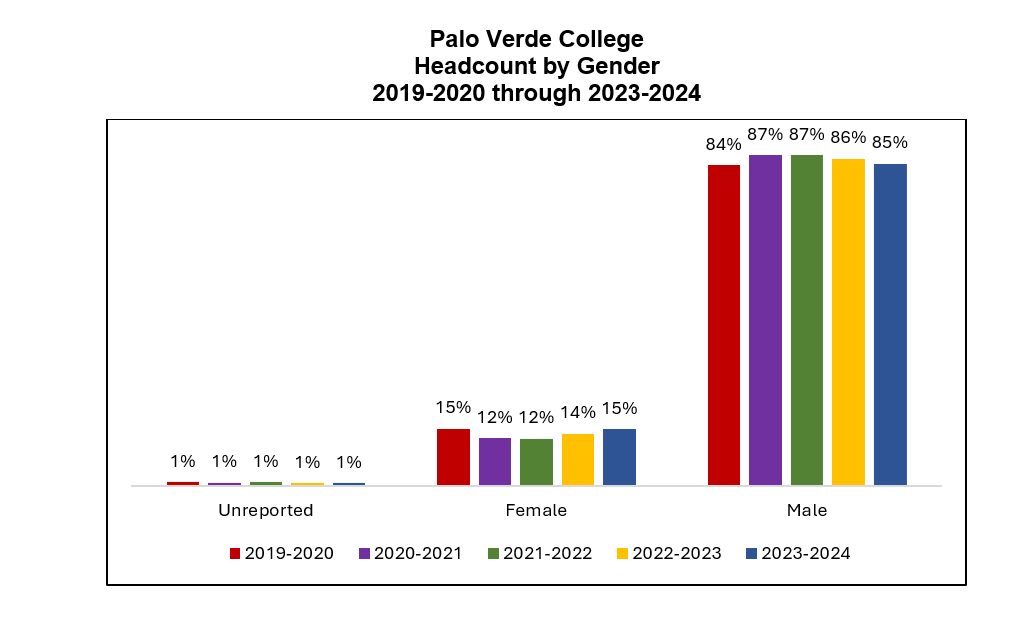 Palo Verde College
Headcount by Gender
2019-2020 through 2023-2024
84% 87% 87% 86% 85%
15% 12% 12% 14% 15%
1% 1% 1% 1% 1%
Unreported Female Male
2019-2020 2020-2021 2021-2022 2022-2023 2023-2024